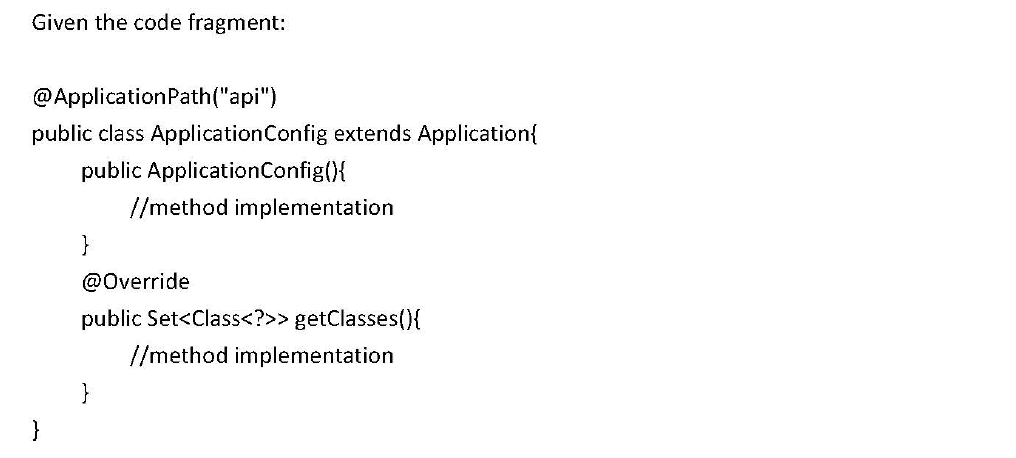 Given the code fragment:
@ApplicationPath("api")
public class ApplicationConfig extends Application{
public ApplicationConfig(){
//method implementation
}
@Override
public Set<Class<?>> getClasses(){
//method implementation
}
}